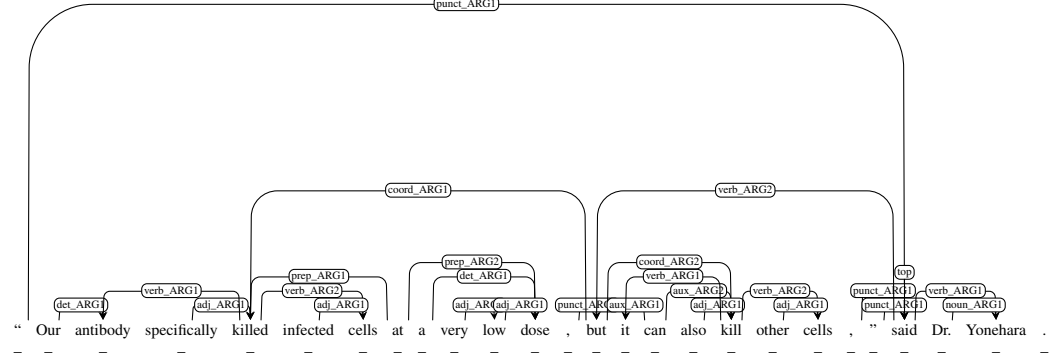 punct_ARG1
coord_ARG1 verb_ARG2
prep_ARG2 coord_ARG2
top
prep_ARG1 det_ARG1 verb_ARG1
verb_ARG1 verb_ARG2 aux_ARG2 verb_ARG2 punct_ARG1 verb_ARG1
det_ARG1 adj_ARG1 adj_ARG1 adj_ARG1 aux_ARG1 adj_ARG1 adj_ARG1 punct_ARG1 noun_ARG1
“ Our antibody specifically killed infected cells at a very low dose , but it can also kill other cells , ” said Dr. Yonehara .
_ _ _ _ _ _ _ _ _ _ _ _ _ _ _ _ _ _ _ _ _ _ _ _ _ _ _